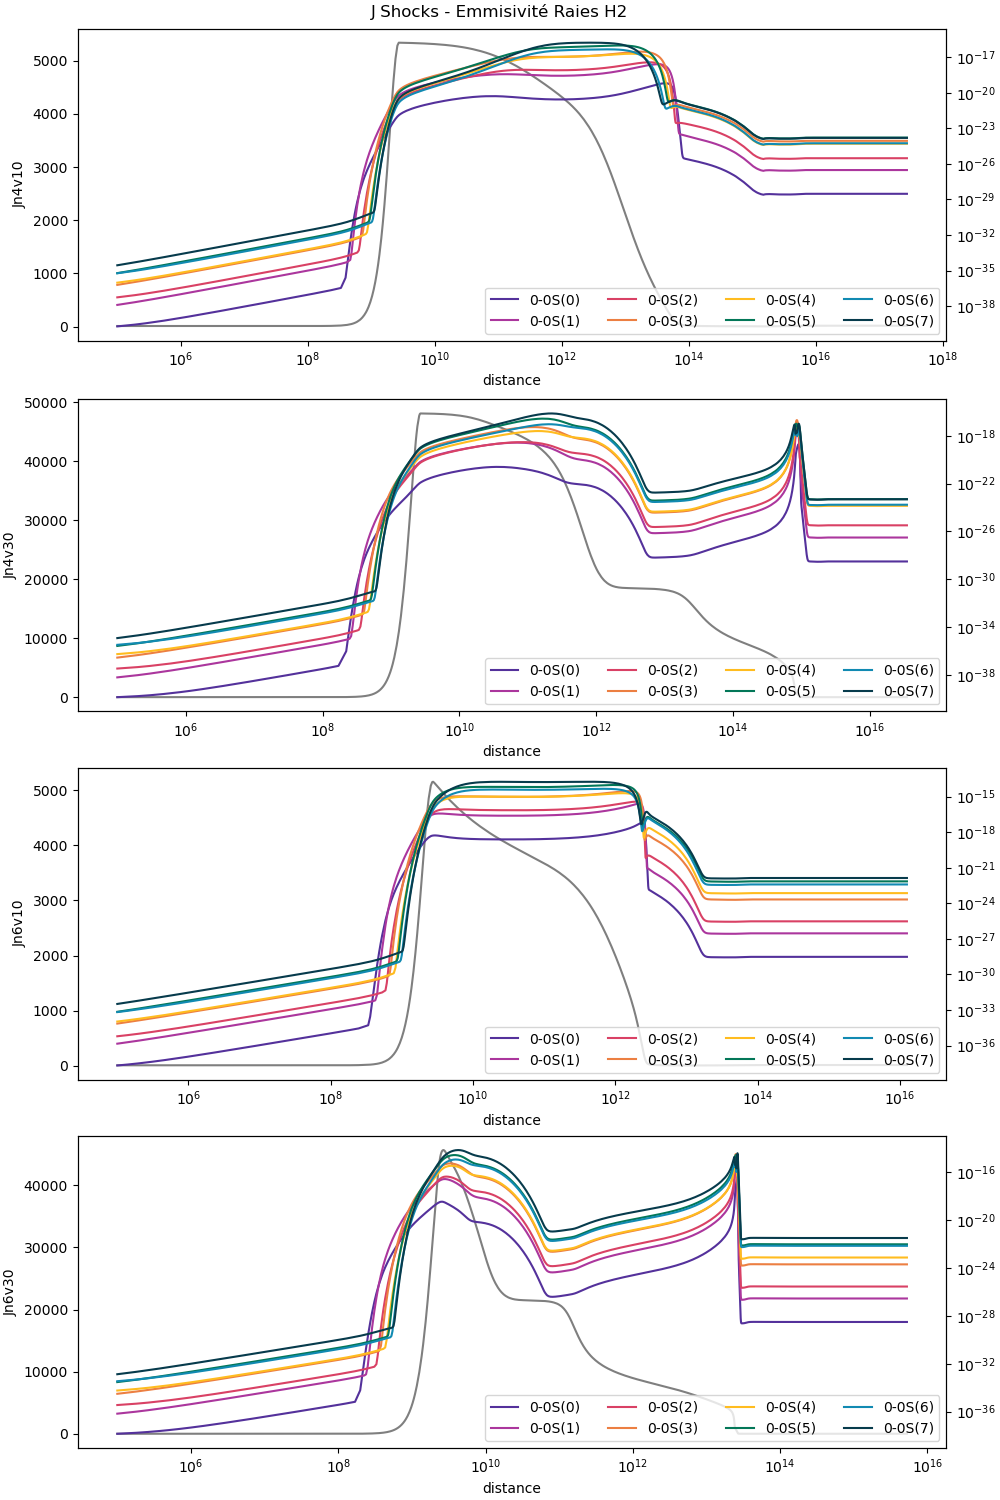 J Shocks - Emmisivité Raies H2
Jn4v10
5000
4000
3000
2000
1000
0
10^-17
10^-20
10^-23
10^-26
10^-29
10^-32
10^-35
10^-38
0-0S(0) 0-0S(2) 0-0S(4) 0-0S(6)
0-0S(1) 0-0S(3) 0-0S(5) 0-0S(7)
10^6 10^8 10^10 10^12 10^14 10^16 10^18
distance
Jn4v30
50000
40000
30000
20000
10000
0
10^-18
10^-22
10^-26
10^-30
10^-34
10^-38
0-0S(0) 0-0S(2) 0-0S(4) 0-0S(6)
0-0S(1) 0-0S(3) 0-0S(5) 0-0S(7)
10^6 10^8 10^10 10^12 10^14 10^16
distance
Jn6v10
5000
4000
3000
2000
1000
0
10^-15
10^-18
10^-21
10^-24
10^-27
10^-30
10^-33
10^-36
0-0S(0) 0-0S(2) 0-0S(4) 0-0S(6)
0-0S(1) 0-0S(3) 0-0S(5) 0-0S(7)
10^6 10^8 10^10 10^12 10^14 10^16
distance
Jn6v30
40000
30000
20000
10000
0
10^-16
10^-20
10^-24
10^-28
10^-32
10^-36
0-0S(0) 0-0S(2) 0-0S(4) 0-0S(6)
0-0S(1) 0-0S(3) 0-0S(5) 0-0S(7)
10^6 10^8 10^10 10^12 10^14 10^16
distance